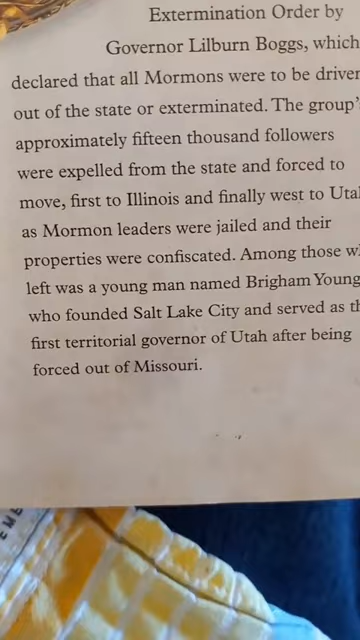 Extermination Order by
Governor Lilburn Boggs, which
declared that all Mormons were to be driven
out of the state or exterminated. The group's
approximately fifteen thousand followers
were expelled from the state and forced to
move, first to Illinois and finally west to Utah
as Mormon leaders were jailed and their
properties were confiscated. Among those
left was a young man named Brigham Young
who founded Salt Lake City and served as
first territorial governor of Utah after being
forced out of Missouri.